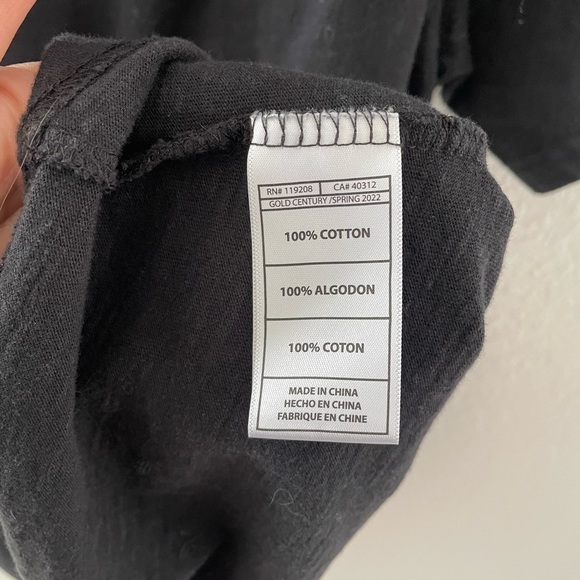 RN# 119208 CA# 40312
GOLD CENTURY /SPRING 2022
100% COTTON
100% ALGODON
100% COTON
MADE IN CHINA
HECHO EN CHINA
FABRIQUE EN CHINE